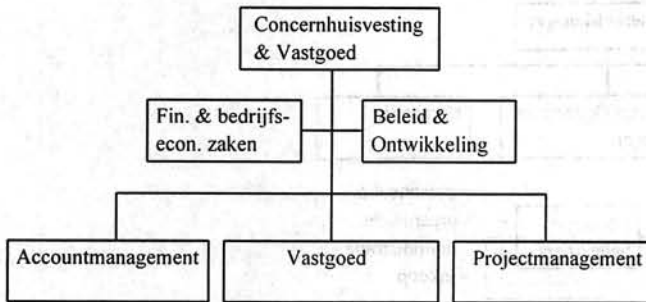 Concernhuisvesting
& Vastgoed
Fin. & bedrijfs-
econ. zaken
Beleid &
Ontwikkeling
Accountmanagement
Vastgoed
Projectmanagement